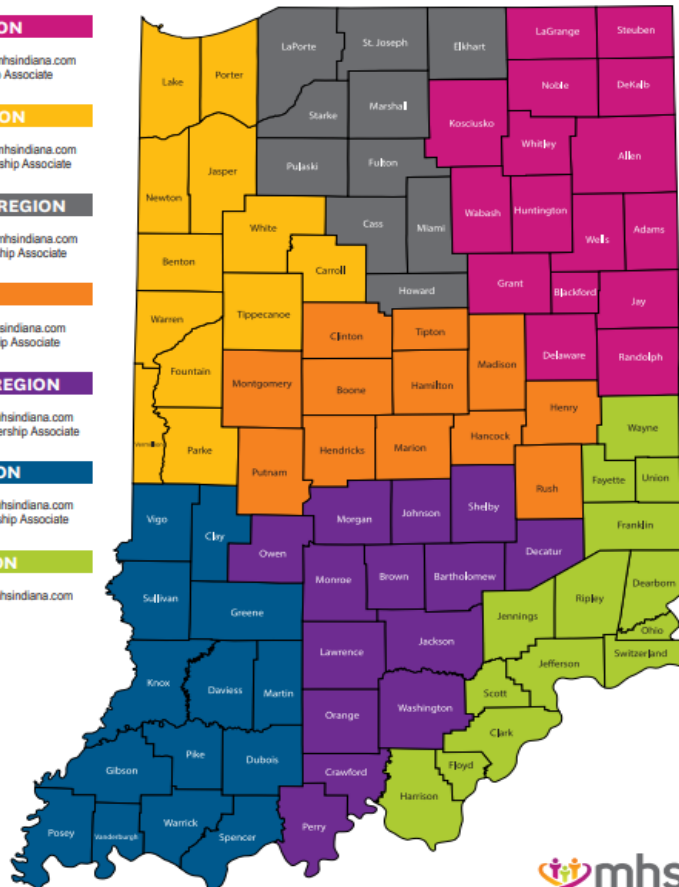 ON
mhsindiana.com
Associate
ON
mhsindiana.com
ship Associate
REGION
mhsindiana.com
hip Associate
sindiana.com
p Associate
REGION
hsindiana.com
ership Associate
ON
hsindiana.com
ship Associate
ON
hsindiana.com
LaPorte
St. Joseph
Elkhart
LaGrange
Steuben
Lake
Porter
Noble
DeKalb
Starke
Marshall
Kosciusko
Whitley
Allen
Newton
Jasper
Pulaski
Fulton
Wabash
Huntington
Wells
Adams
White
Cass
Miami
Benton
Carroll
Howard
Grant
Blackford
Jay
Warren
Tippecanoe
Clinton
Tipton
Madison
Delaware
Randolph
Fountain
Montgomery
Boone
Hamilton
Henry
Wayne
Parke
Putnam
Hendricks
Marion
Hancock
Rush
Fayette
Union
Vigo
Clay
Owen
Morgan
Johnson
Shelby
Decatur
Franklin
Sullivan
Greene
Monroe
Brown
Bartholomew
Jennings
Ripley
Dearborn
Ohio
Switzerland
Jefferson
Knox
Daviess
Martin
Lawrence
Jackson
Scott
Orange
Washington
Clark
Floyd
Harrison
Gibson
Pike
Dubois
Crawford
Posey
Vanderburgh
Warrick
Spencer
Perry
mhs